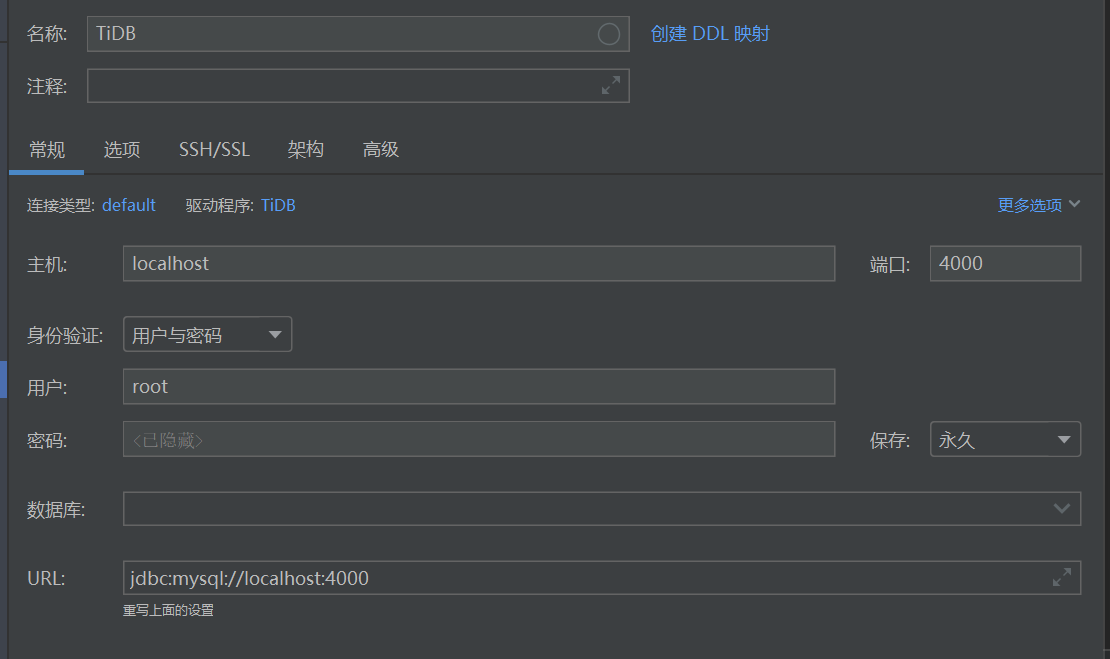 名称: TiDB 创建 DDL 映射
注释:
常规 选项 SSH/SSL 架构 高级
连接类型: default 驱动程序: TiDB 更多选项
主机: localhost 端口: 4000
身份验证: 用户与密码
用户: root
密码: <已隐藏> 保存: 永久
数据库:
URL: jdbc:mysql://localhost:4000
重写上面的设置